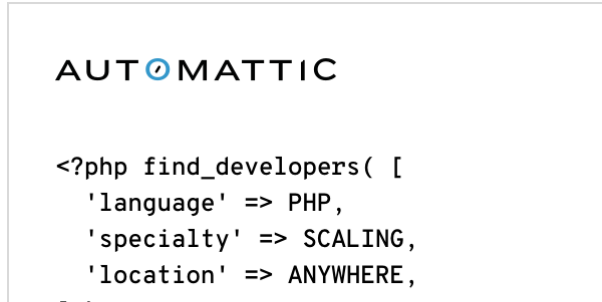 AUTOMATTIC
<?php find_developers( [
'language' => PHP,
'specialty' => SCALING,
'location' => ANYWHERE,